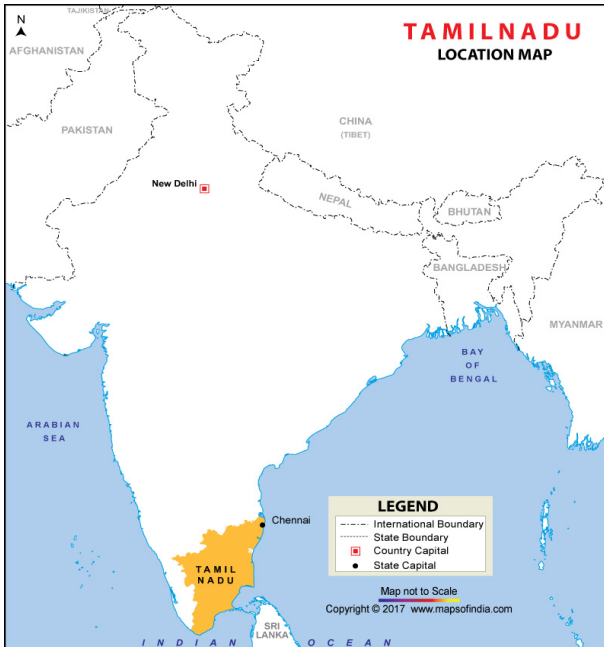 TAJIKISTAN
N
TAMILNADU
LOCATION MAP
AFGHANISTAN
CHINA
(TIBET)
PAKISTAN
New Delhi
NEPAL
BHUTAN
BANGLADESH
MYANMAR
BAY
OF
BENGAL
ARABIAN
SEA
LEGEND
International Boundary
State Boundary
Country Capital
State Capital
Chennai
TAMIL
NADU
Map not to Scale
Copyright © 2017 www.mapsofindia.com
SRI
LANKA
INDIAN OCEAN